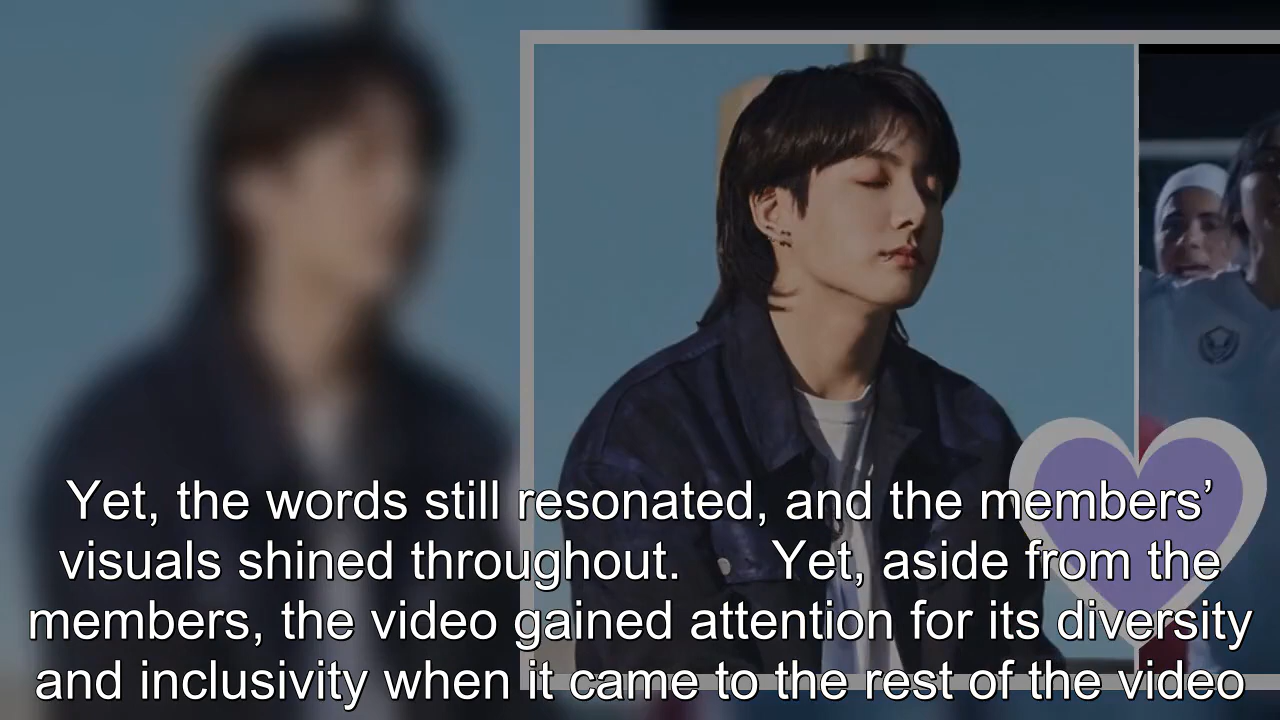 Yet, the words still resonated, and the members’
visuals shined throughout. Yet, aside from the
members, the video gained attention for its diversity
and inclusivity when it came to the rest of the video